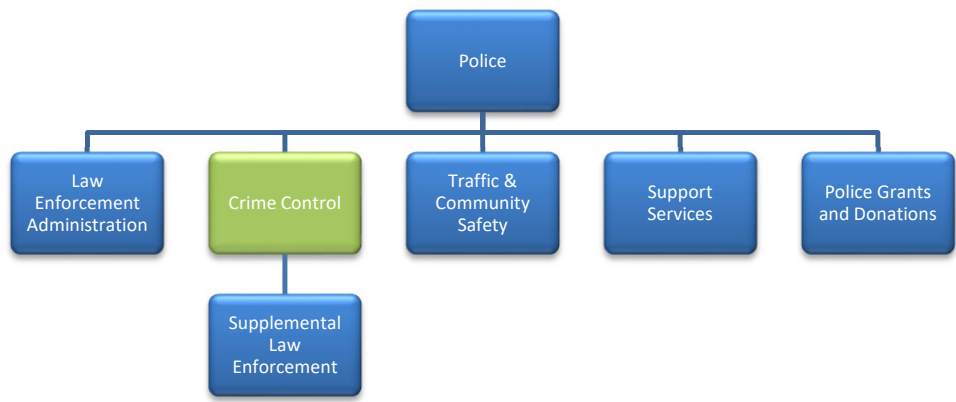 Police
Law
Enforcement
Administration
Crime Control
Traffic &
Community
Safety
Support
Services
Police Grants
and Donations
Supplemental
Law
Enforcement